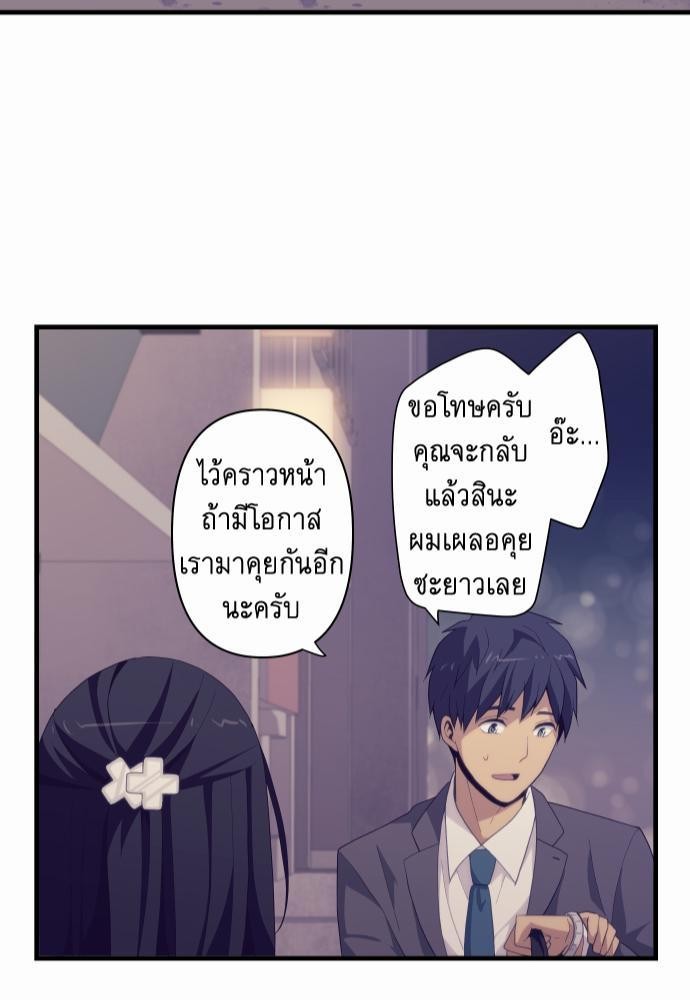 อ๊ะ...
ขอโทษครับ
คุณจะกลับ
แล้วสินะ
ผมเผลอคุย
ซะยาวเลย
ไว้คราวหน้า
ถ้ามีโอกาส
เรามาคุยกันอีก
นะครับ